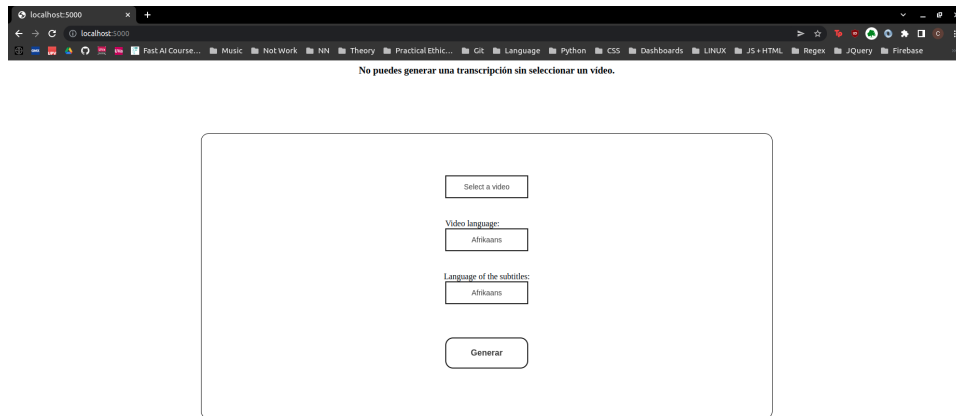 localhost:5000
localhost:5000
Fast AI Course... Music Not Work NN Theory Practical Ethic... Git Language Python CSS Dashboards LINUX JS + HTML Regex JQuery Firebase
No puedes generar una transcripción sin seleccionar un vídeo.
Select a video
Video language:
Afrikaans
Language of the subtitles:
Afrikaans
Generar